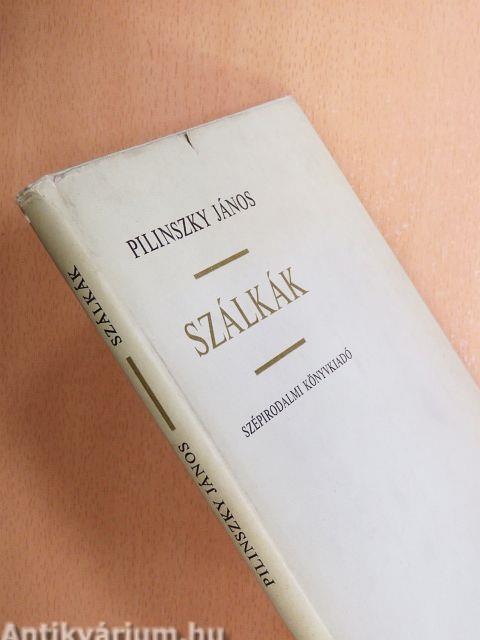 PILINSZKY JÁNOS
SZÁLKÁK
SZÉPIRODALMI KÖNYVKIADÓ
SZÁLKÁK
PILINSZKY JÁNOS
Antikvárium.hu